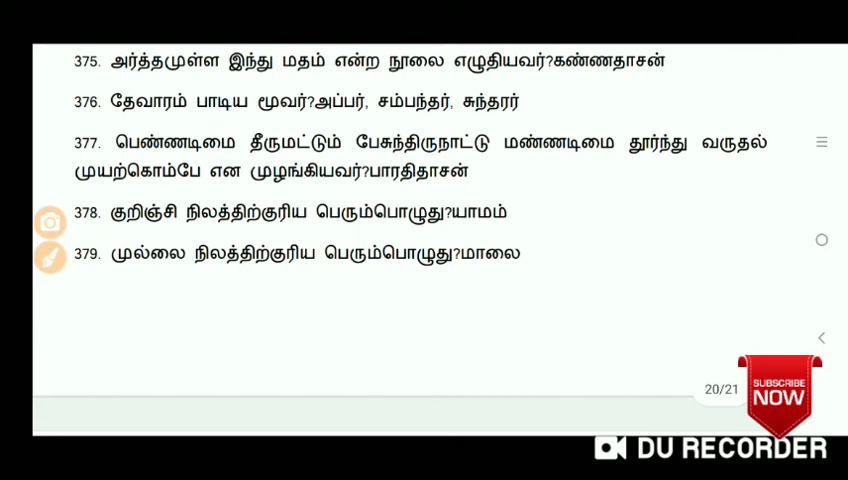 375. அர்த்தமுள்ள இந்து மதம் என்ற நூலை எழுதியவர்?கண்ணதாசன்
376. தேவாரம் பாடிய மூவர்?அப்பர், சம்பந்தர், சுந்தரர்
377. பெண்ணடிமை தீருமட்டும் பேசுந்திருநாட்டு மண்ணடிமை தூர்ந்து வருதல்
முயற்கொம்பே என முழங்கியவர்?பாரதிதாசன்
378. குறிஞ்சி நிலத்திற்குரிய பெரும்பொழுது?யாமம்
379. முல்லை நிலத்திற்குரிய பெரும்பொழுது?மாலை
20/21
SUBSCRIBE
NOW
DU RECORDER